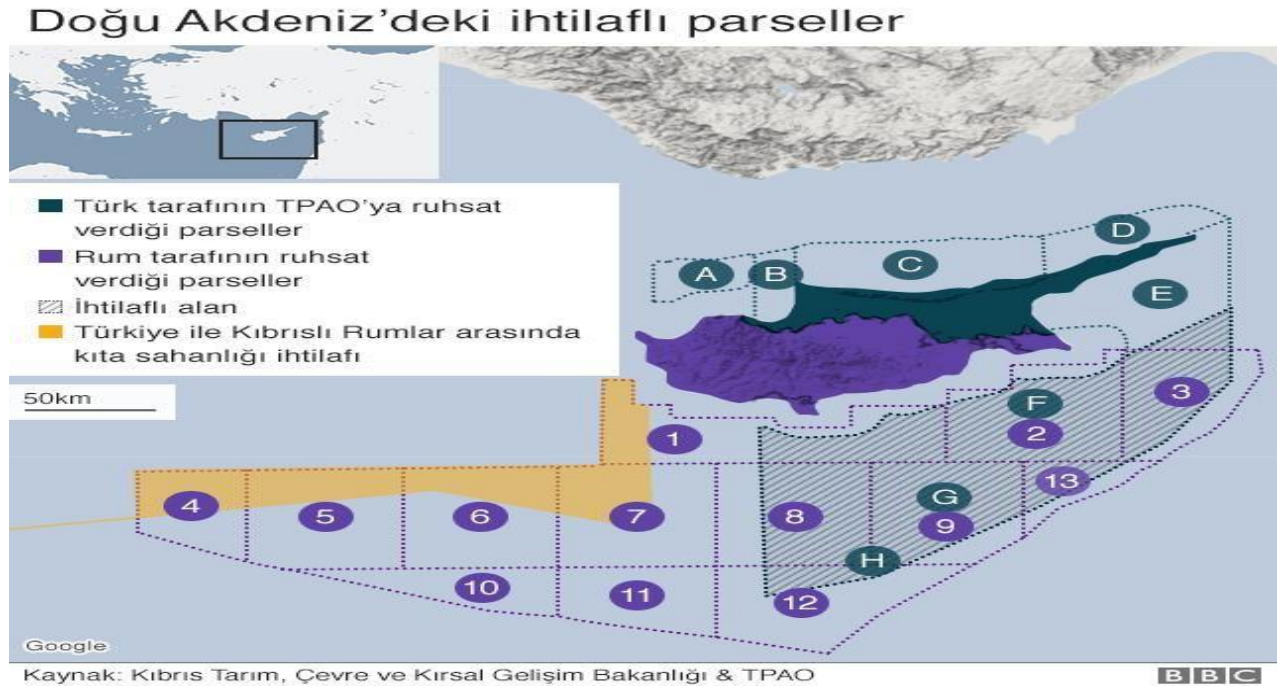 Doğu Akdeniz’deki ihtilaflı parseller
Türk tarafının TPAO’ya ruhsat
verdiği parseller
Rum tarafının ruhsat
verdiği parseller
İhtilaflı alan
Türkiye ile Kıbrıslı Rumlar arasında
kıta sahanlığı ihtilafı
50km
D
A
B
C
E
3
F
1
2
13
4
5
6
7
8
G
9
H
10
11
12
Google
Kaynak: Kıbrıs Tarım, Çevre ve Kırsal Gelişim Bakanlığı & TPAO
BBC